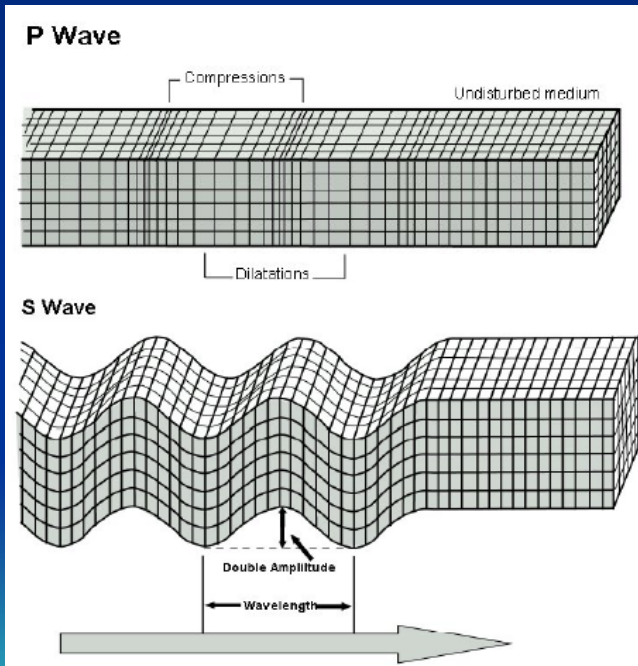 P Wave
Compressions
Undisturbed medium
Dilatations
S Wave
Double Amplitude
Wavelength